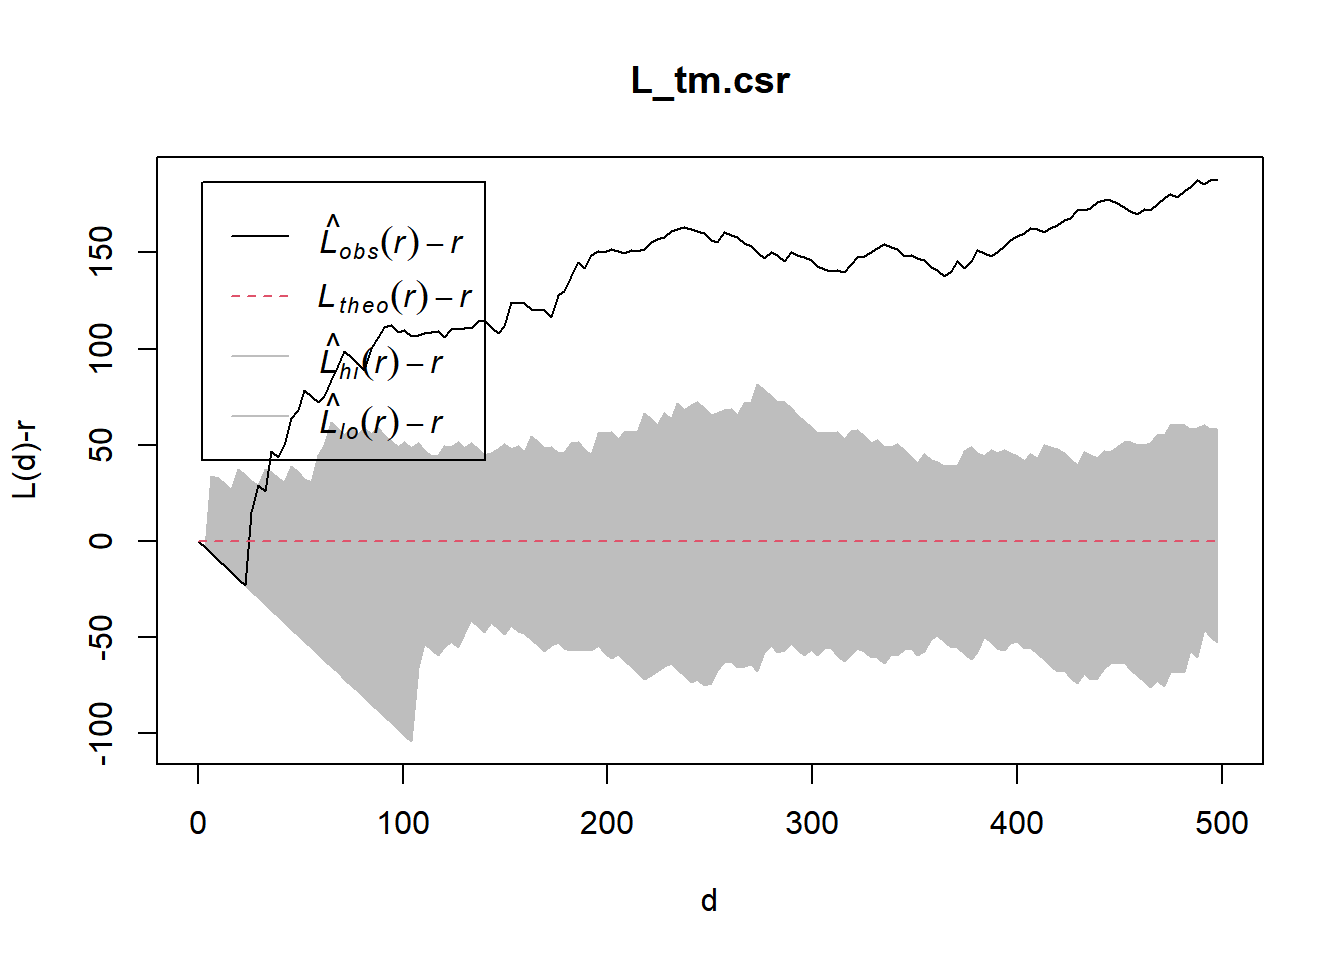 L_tm.csr
L̂obs(r) − r
Ltheo(r) − r
L̂hi(r) − r
L̂lo(r) − r
L(d)-r
150
100
50
0
-50
-100
0 100 200 300 400 500
d